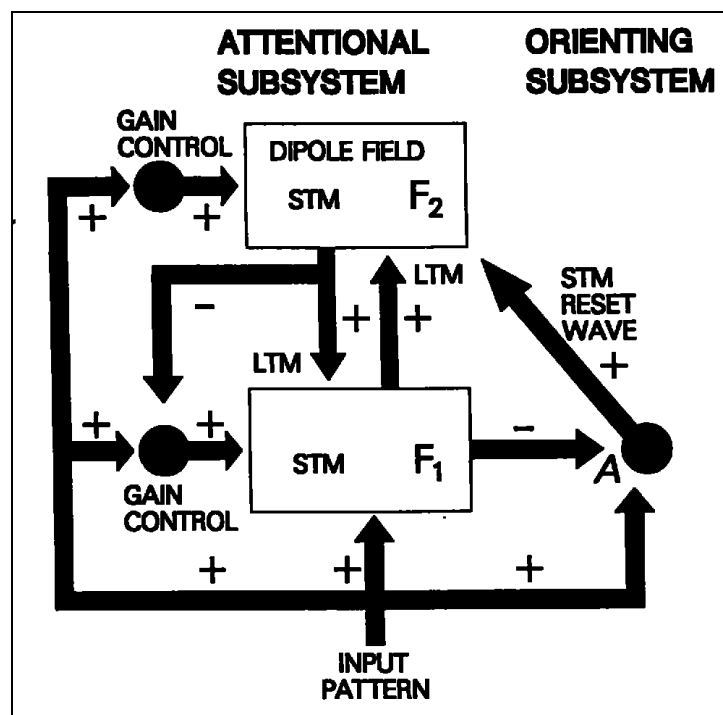 ATTENTIONAL
SUBSYSTEM
ORIENTING
SUBSYSTEM
GAIN
CONTROL
DIPOLE FIELD
STM F₂
+ +
- LTM
+ +
LTM
STM
RESET
WAVE
+
+ +
STM F₁
-
A
GAIN
CONTROL
+ + +
INPUT
PATTERN